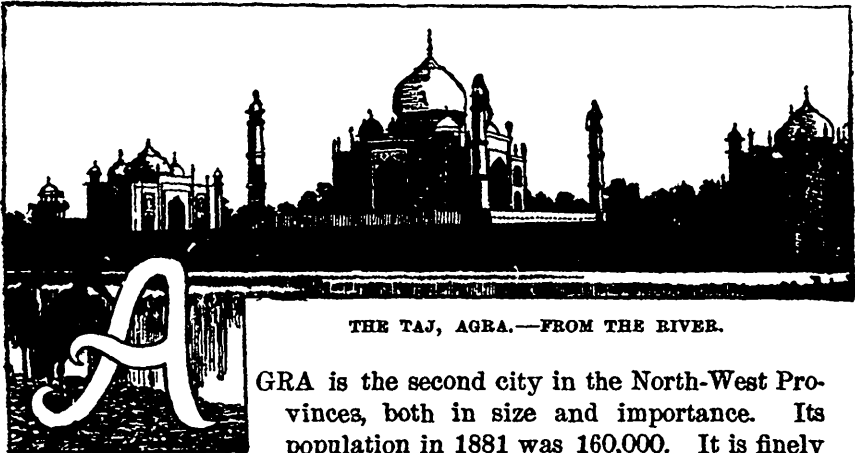 THE TAJ, AGRA.—FROM THE RIVER.
AGRA is the second city in the North-West Pro-
vinces, both in size and importance. Its
population in 1881 was 160,000. It is finely